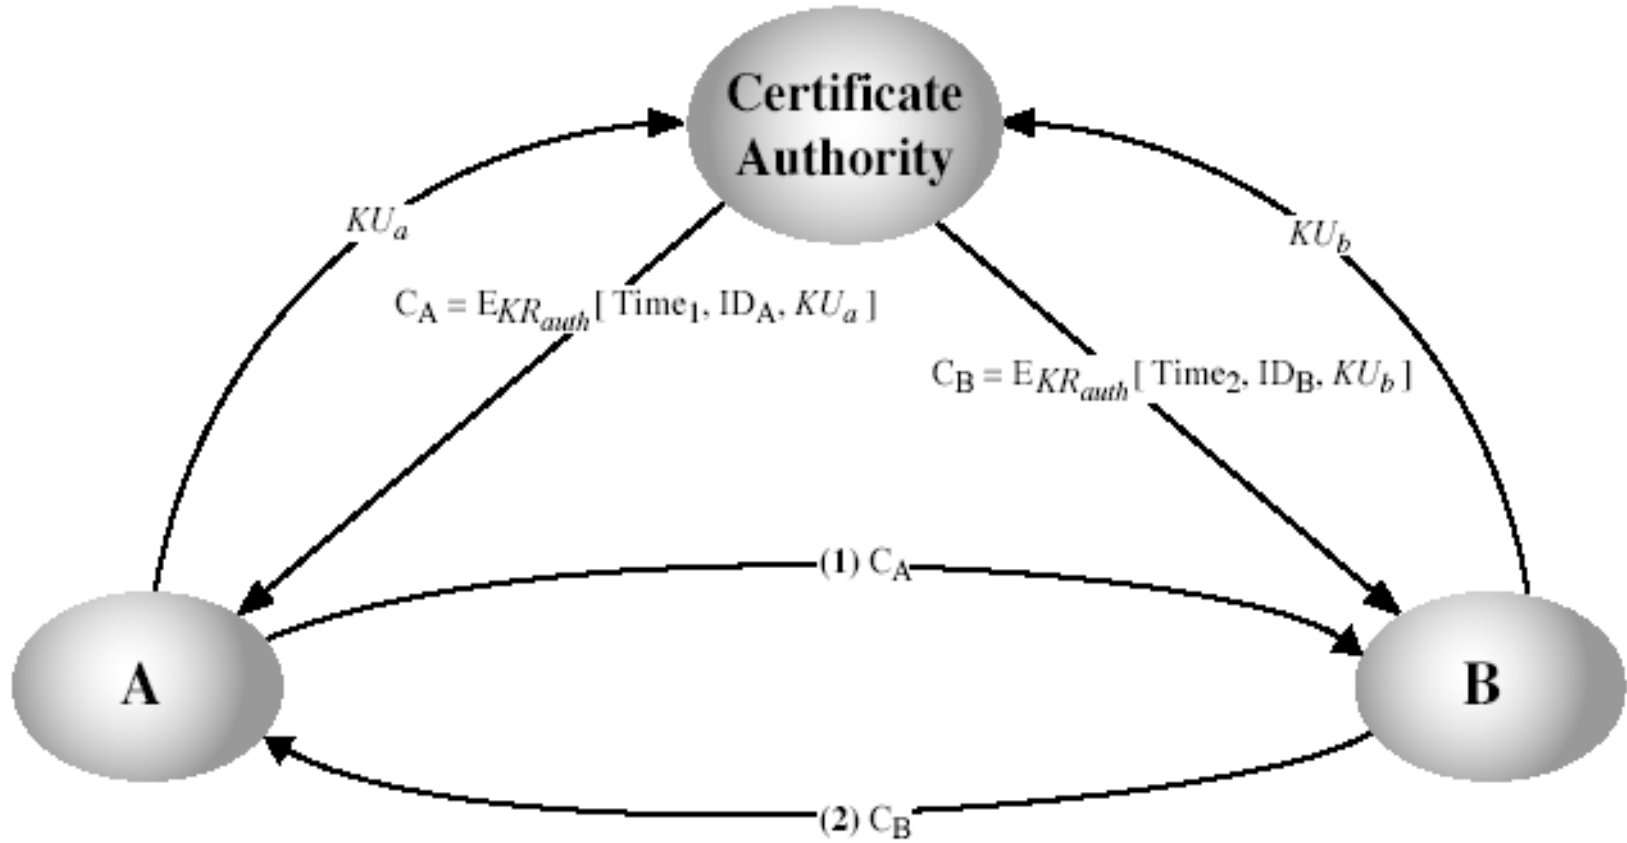 Certificate
Authority
KUa
KUb
CA = EKRauth[ Time1, IDA, KUa ]
CB = EKRauth[ Time2, IDB, KUb ]
(1) CA
A
B
(2) CB